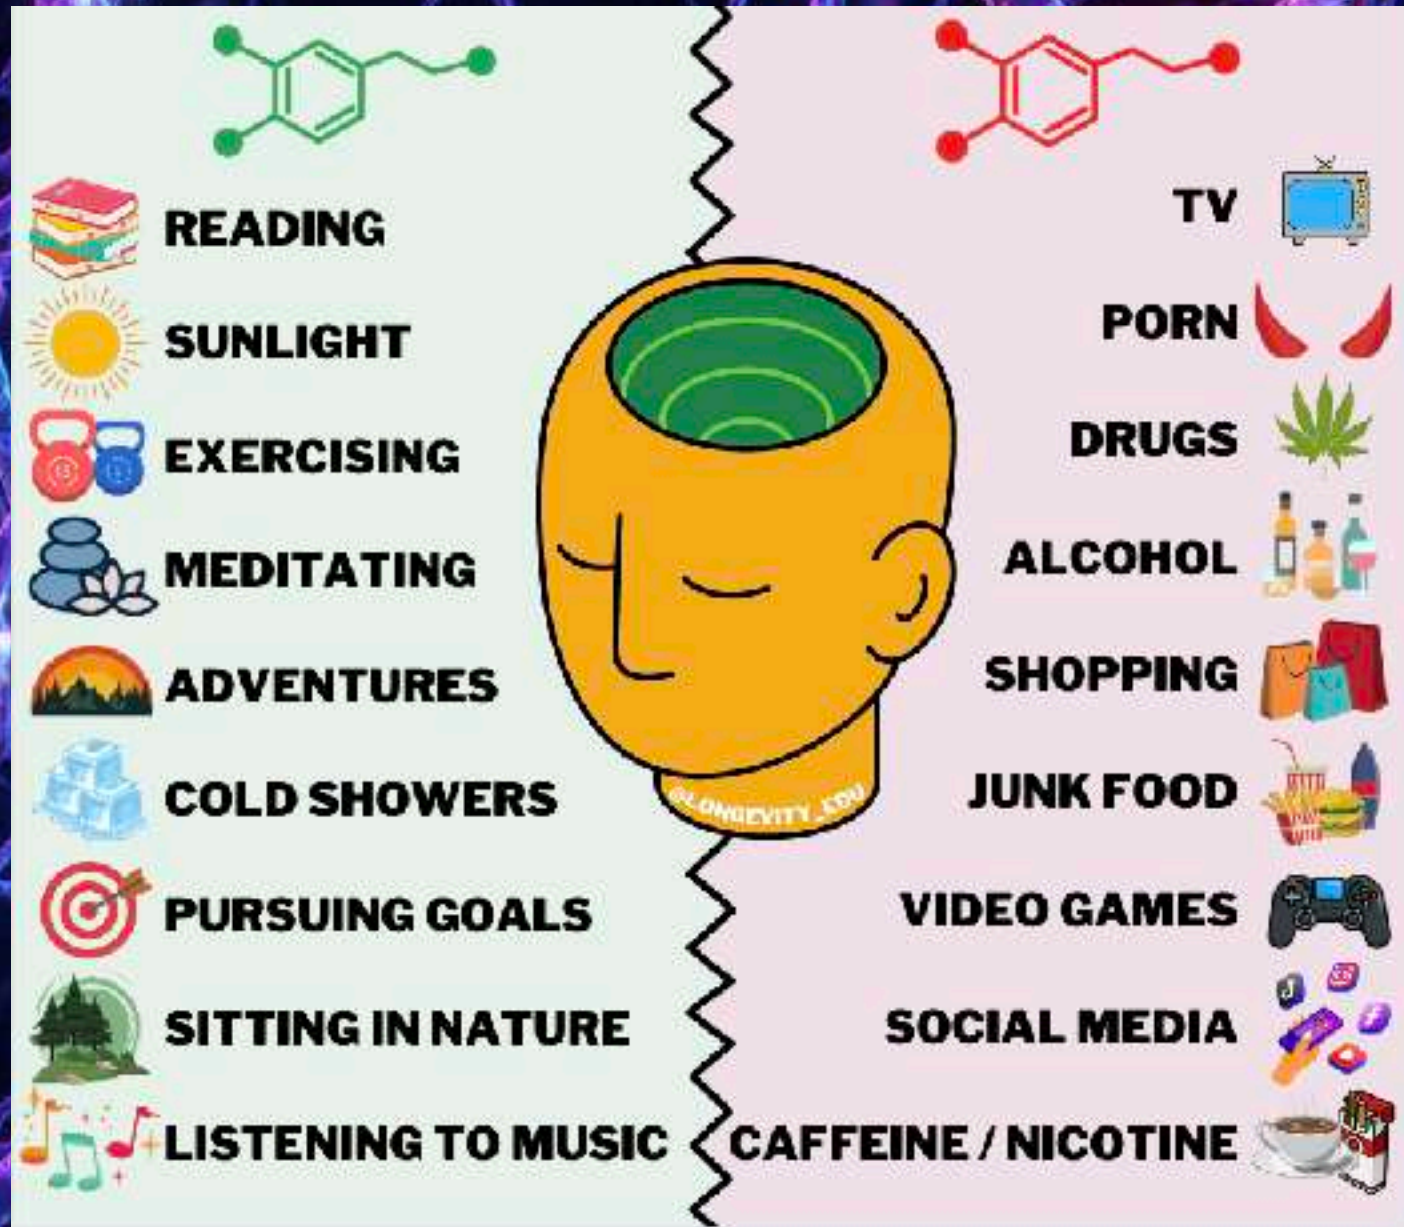 READING
SUNLIGHT
EXERCISING
MEDITATING
ADVENTURES
COLD SHOWERS
PURSUING GOALS
SITTING IN NATURE
LISTENING TO MUSIC
TV
PORN
DRUGS
ALCOHOL
SHOPPING
JUNK FOOD
VIDEO GAMES
SOCIAL MEDIA
CAFFEINE / NICOTINE
@LONGEVITY_EDU